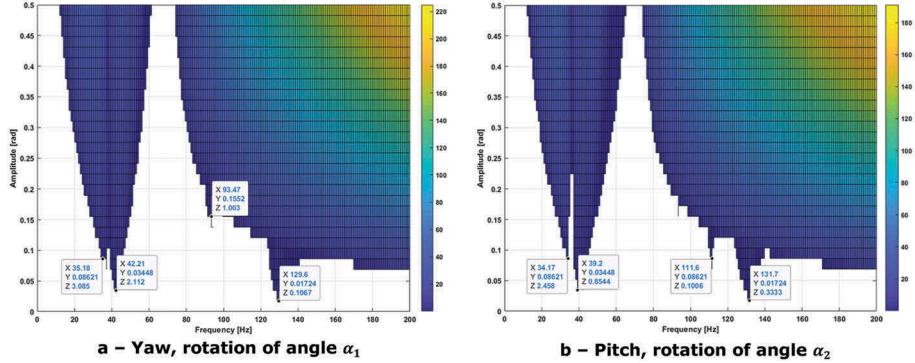 0.5
0.45
0.4
0.35
0.3
0.25
0.2
0.15
0.1
0.05
0
Amplitude [rad]
0 20 40 60 80 100 120 140 160 180 200
Frequency [Hz]
X 35.18
Y 0.08621
Z 3.085
X 42.21
Y 0.03448
Z 2.112
X 93.47
Y 0.1552
Z 1.003
X 129.6
Y 0.01724
Z 0.1067
220
200
180
160
140
120
100
80
60
40
20
a – Yaw, rotation of angle α₁
0.5
0.45
0.4
0.35
0.3
0.25
0.2
0.15
0.1
0.05
0
Amplitude [rad]
0 20 40 60 80 100 120 140 160 180 200
Frequency [Hz]
X 34.17
Y 0.08621
Z 2.458
X 39.2
Y 0.03448
Z 0.8544
X 111.6
Y 0.08621
Z 0.1006
X 131.7
Y 0.01724
Z 0.3333
180
160
140
120
100
80
60
40
20
b – Pitch, rotation of angle α₂